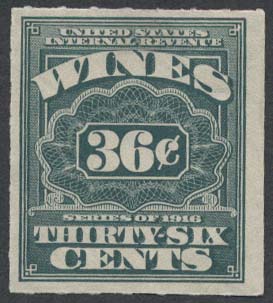 UNITED STATES
INTERNAL REVENUE
WINES
36¢
SERIES OF 1916
THIRTY-SIX
CENTS